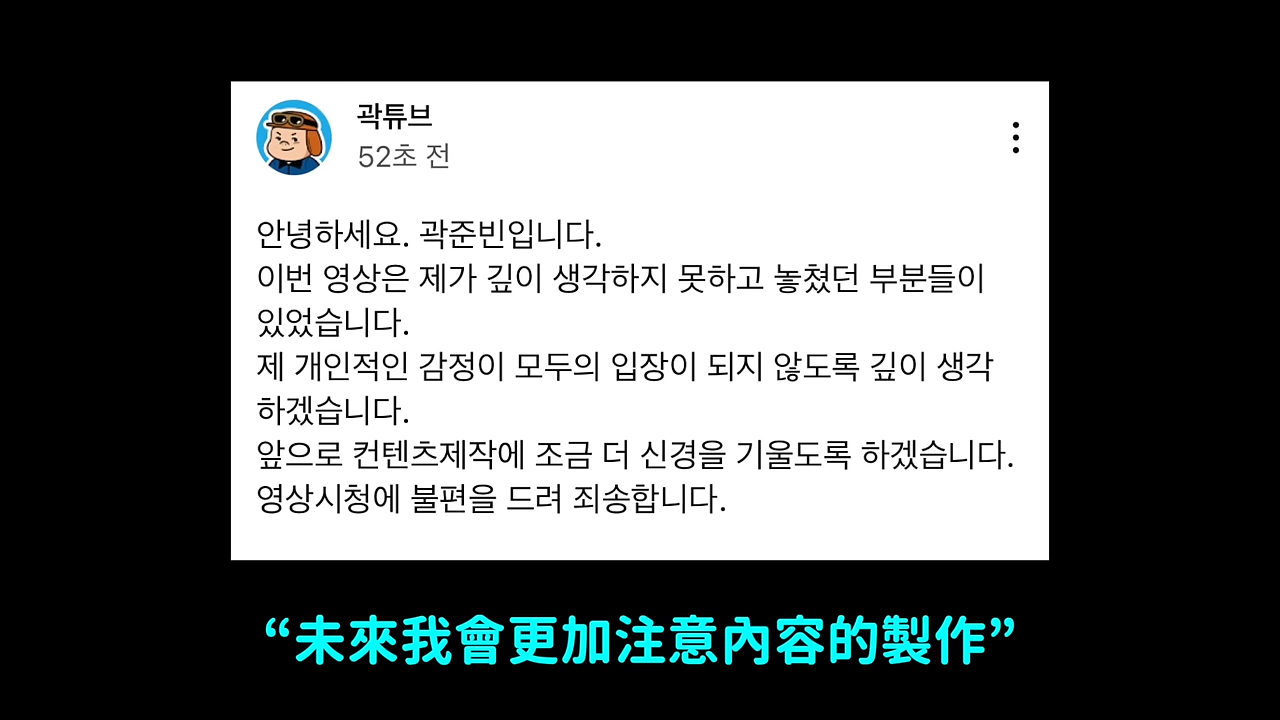 곽튜브
52초 전
안녕하세요. 곽준빈입니다.
이번 영상은 제가 깊이 생각하지 못하고 놓쳤던 부분들이
있었습니다.
제 개인적인 감정이 모두의 입장이 되지 않도록 깊이 생각
하겠습니다.
앞으로 컨텐츠제작에 조금 더 신경을 기울도록 하겠습니다.
영상시청에 불편을 드려 죄송합니다.
“未來我會更加注意內容的製作”